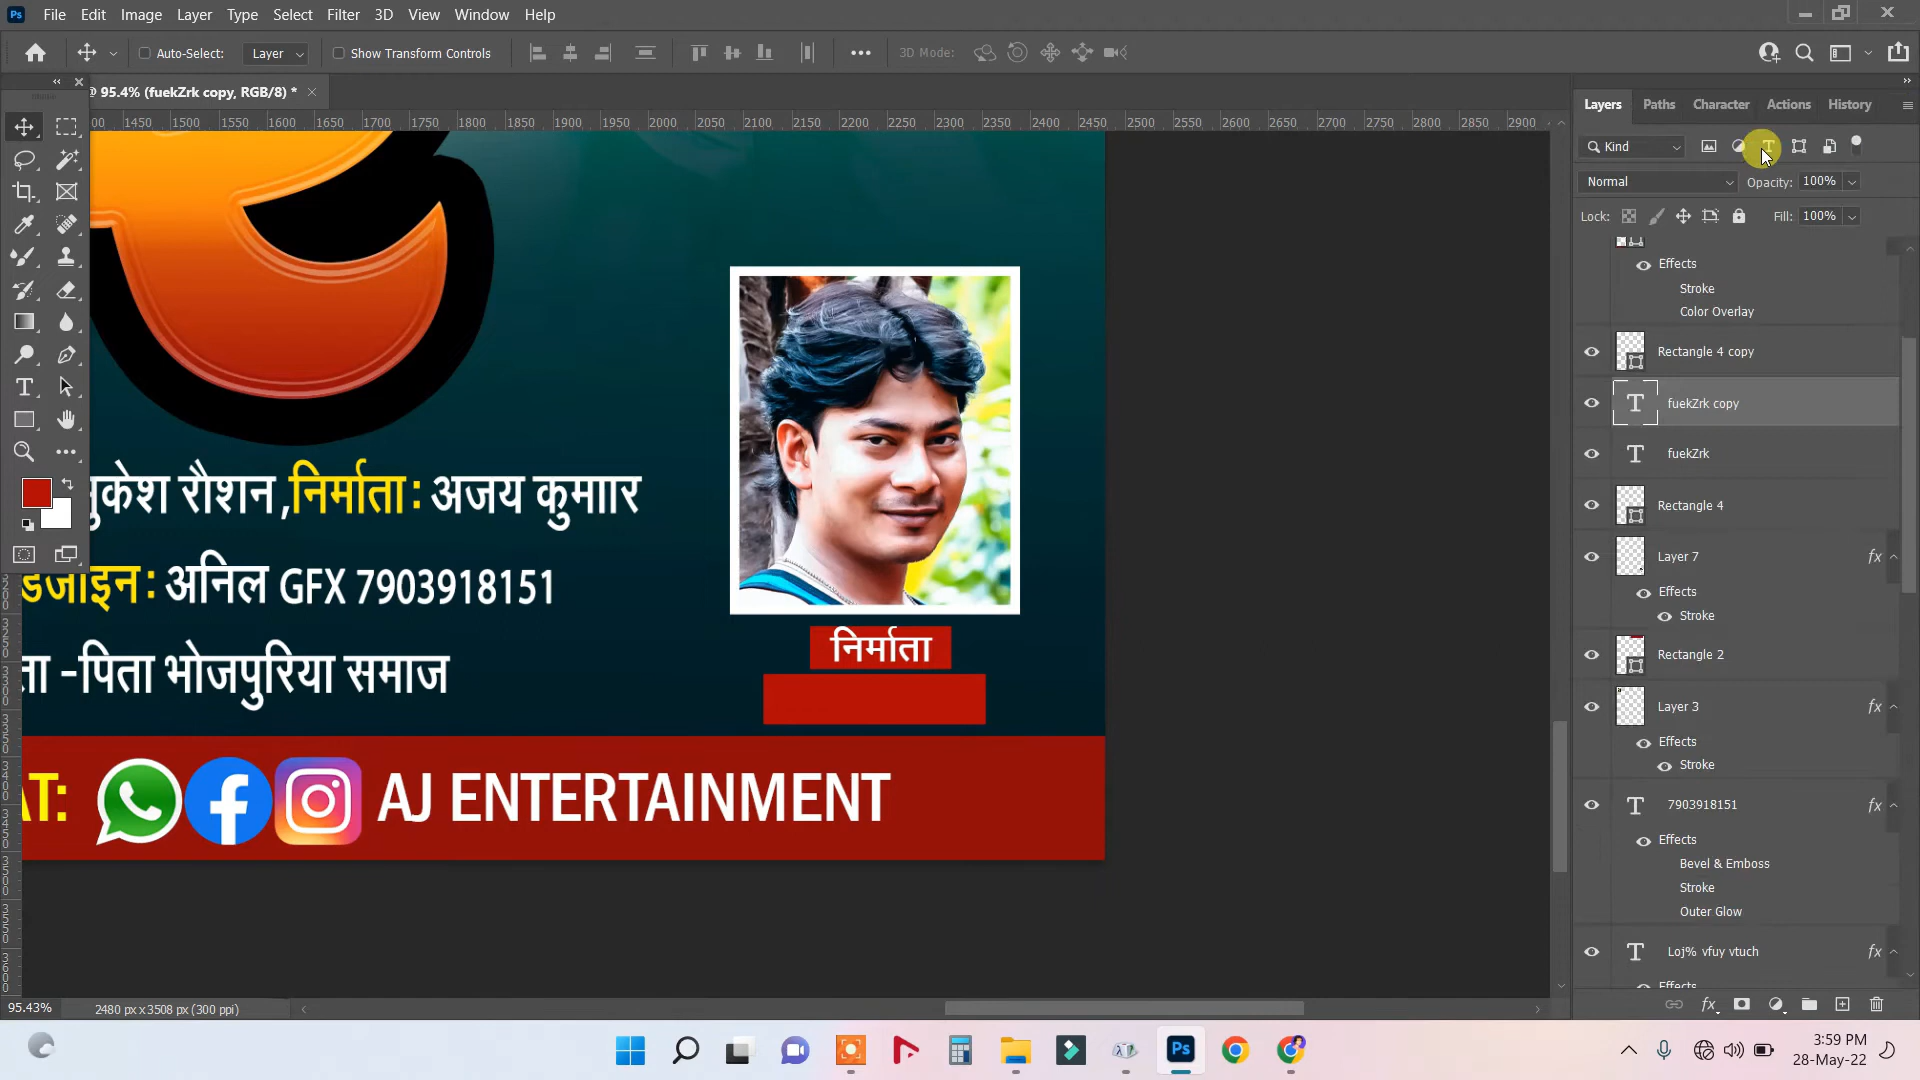 File Edit Image Layer Type Select Filter 3D View Window Help
Auto-Select: Layer Show Transform Controls 3D Mode:
@ 95.4% (fuekZrk copy, RGB/8) *
1450 1500 1550 1600 1650 1700 1750 1800 1850 1900 1950 2000 2050 2100 2150 2200 2250 2300 2350 2400 2450 2500 2550 2600 2650 2700 2750 2800 2850 2900
Layers Paths Character Actions History
Kind
Normal Opacity: 100%
Lock: Fill: 100%
Effects
Stroke
Color Overlay
Rectangle 4 copy
fuekZrk copy
fuekZrk
Rectangle 4
Layer 7 fx
Effects
Stroke
Rectangle 2
Layer 3 fx
Effects
Stroke
7903918151 fx
Effects
Bevel & Emboss
Stroke
Outer Glow
Loj% vfuy vtuch fx
Effects
मुकेश राैशन ,निर्माता : अजय कुमाार
डिजाइन : अनिल GFX 7903918151
ता -पिता भोजपुरिया समाज
निर्माता
AT: AJ ENTERTAINMENT
95.43% 2480 px x 3508 px (300 ppi)
3:59 PM
28-May-22